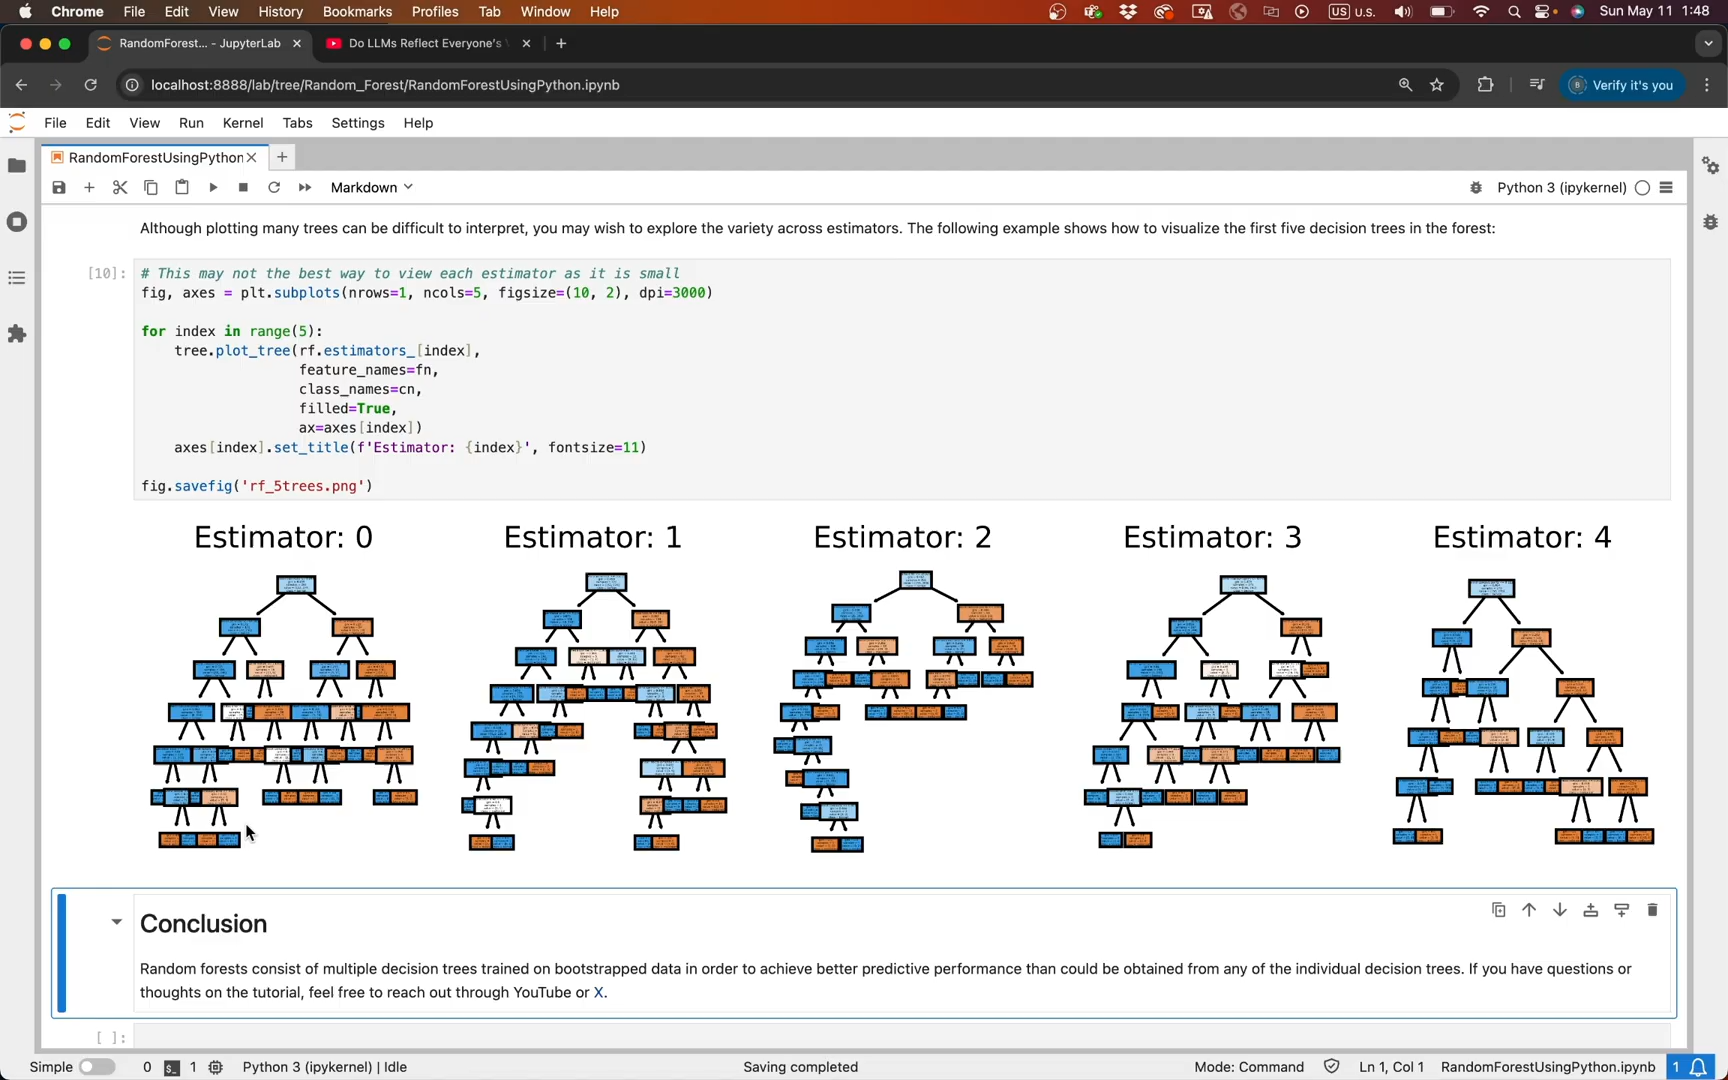 Chrome File Edit View History Bookmarks Profiles Tab Window Help US U.S. Sun May 11 1:48
RandomForest... - JupyterLab Do LLMs Reflect Everyone's
localhost:8888/lab/tree/Random_Forest/RandomForestUsingPython.ipynb Verify it's you
File Edit View Run Kernel Tabs Settings Help
RandomForestUsingPython
Markdown Python 3 (ipykernel)
Although plotting many trees can be difficult to interpret, you may wish to explore the variety across estimators. The following example shows how to visualize the first five decision trees in the forest:
[10]: # This may not the best way to view each estimator as it is small
fig, axes = plt.subplots(nrows=1, ncols=5, figsize=(10, 2), dpi=3000)
for index in range(5):
tree.plot_tree(rf.estimators_[index],
feature_names=fn,
class_names=cn,
filled=True,
ax=axes[index])
axes[index].set_title(f'Estimator: {index}', fontsize=11)
fig.savefig('rf_5trees.png')
Estimator: 0 Estimator: 1 Estimator: 2 Estimator: 3 Estimator: 4
Conclusion
Random forests consist of multiple decision trees trained on bootstrapped data in order to achieve better predictive performance than could be obtained from any of the individual decision trees. If you have questions or
thoughts on the tutorial, feel free to reach out through YouTube or X.
[ ]:
Simple 0 $_ 1 Python 3 (ipykernel) | Idle Saving completed Mode: Command Ln 1, Col 1 RandomForestUsingPython.ipynb 1